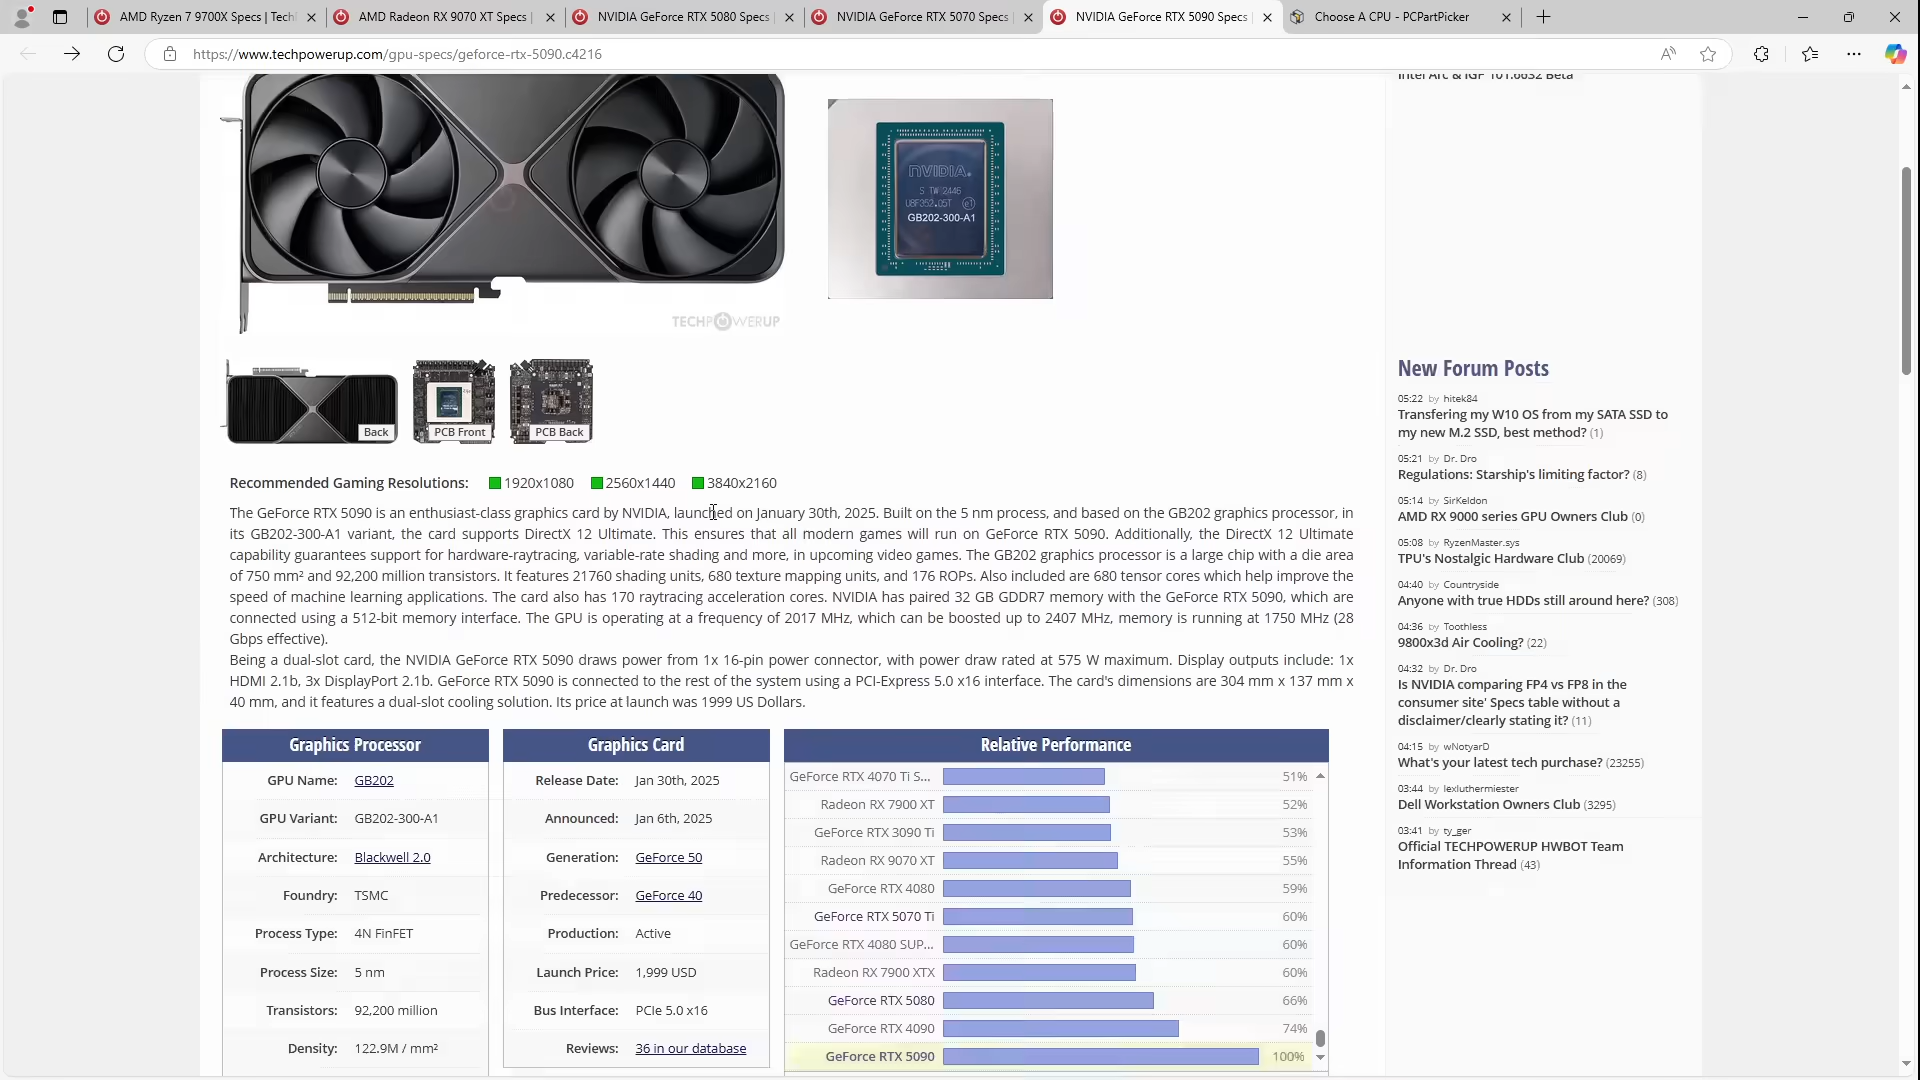 AMD Ryzen 7 9700X Specs | Tech
AMD Radeon RX 9070 XT Specs |
NVIDIA GeForce RTX 5080 Specs
NVIDIA GeForce RTX 5070 Specs
NVIDIA GeForce RTX 5090 Specs
Choose A CPU - PCPartPicker
https://www.techpowerup.com/gpu-specs/geforce-rtx-5090.c4216
Intel Arc & IGP 101.6632 Beta
NVIDIA.
S TW 2446
U8F352.05T e1
GB202-300-A1
TECHPOWERUP
Back
PCB Front
PCB Back
Recommended Gaming Resolutions: 1920x1080 2560x1440 3840x2160
The GeForce RTX 5090 is an enthusiast-class graphics card by NVIDIA, launched on January 30th, 2025. Built on the 5 nm process, and based on the GB202 graphics processor, in
its GB202-300-A1 variant, the card supports DirectX 12 Ultimate. This ensures that all modern games will run on GeForce RTX 5090. Additionally, the DirectX 12 Ultimate
capability guarantees support for hardware-raytracing, variable-rate shading and more, in upcoming video games. The GB202 graphics processor is a large chip with a die area
of 750 mm² and 92,200 million transistors. It features 21760 shading units, 680 texture mapping units, and 176 ROPs. Also included are 680 tensor cores which help improve the
speed of machine learning applications. The card also has 170 raytracing acceleration cores. NVIDIA has paired 32 GB GDDR7 memory with the GeForce RTX 5090, which are
connected using a 512-bit memory interface. The GPU is operating at a frequency of 2017 MHz, which can be boosted up to 2407 MHz, memory is running at 1750 MHz (28
Gbps effective).
Being a dual-slot card, the NVIDIA GeForce RTX 5090 draws power from 1x 16-pin power connector, with power draw rated at 575 W maximum. Display outputs include: 1x
HDMI 2.1b, 3x DisplayPort 2.1b. GeForce RTX 5090 is connected to the rest of the system using a PCI-Express 5.0 x16 interface. The card's dimensions are 304 mm x 137 mm x
40 mm, and it features a dual-slot cooling solution. Its price at launch was 1999 US Dollars.
Graphics Processor
GPU Name: GB202
GPU Variant: GB202-300-A1
Architecture: Blackwell 2.0
Foundry: TSMC
Process Type: 4N FinFET
Process Size: 5 nm
Transistors: 92,200 million
Density: 122.9M / mm²
Graphics Card
Release Date: Jan 30th, 2025
Announced: Jan 6th, 2025
Generation: GeForce 50
Predecessor: GeForce 40
Production: Active
Launch Price: 1,999 USD
Bus Interface: PCIe 5.0 x16
Reviews: 36 in our database
Relative Performance
GeForce RTX 4070 Ti S... 51%
Radeon RX 7900 XT 52%
GeForce RTX 3090 Ti 53%
Radeon RX 9070 XT 55%
GeForce RTX 4080 59%
GeForce RTX 5070 Ti 60%
GeForce RTX 4080 SUP... 60%
Radeon RX 7900 XTX 60%
GeForce RTX 5080 66%
GeForce RTX 4090 74%
GeForce RTX 5090 100%
New Forum Posts
05:22 by hitek84
Transfering my W10 OS from my SATA SSD to
my new M.2 SSD, best method? (1)
05:21 by Dr. Dro
Regulations: Starship's limiting factor? (8)
05:14 by SirKeldon
AMD RX 9000 series GPU Owners Club (0)
05:08 by RyzenMaster.sys
TPU's Nostalgic Hardware Club (20069)
04:40 by Countryside
Anyone with true HDDs still around here? (308)
04:36 by Toothless
9800x3d Air Cooling? (22)
04:32 by Dr. Dro
Is NVIDIA comparing FP4 vs FP8 in the
consumer site' Specs table without a
disclaimer/clearly stating it? (11)
04:15 by wNotyarD
What's your latest tech purchase? (23255)
03:44 by lexluthermiester
Dell Workstation Owners Club (3295)
03:41 by ty_ger
Official TECHPOWERUP HWBOT Team
Information Thread (43)